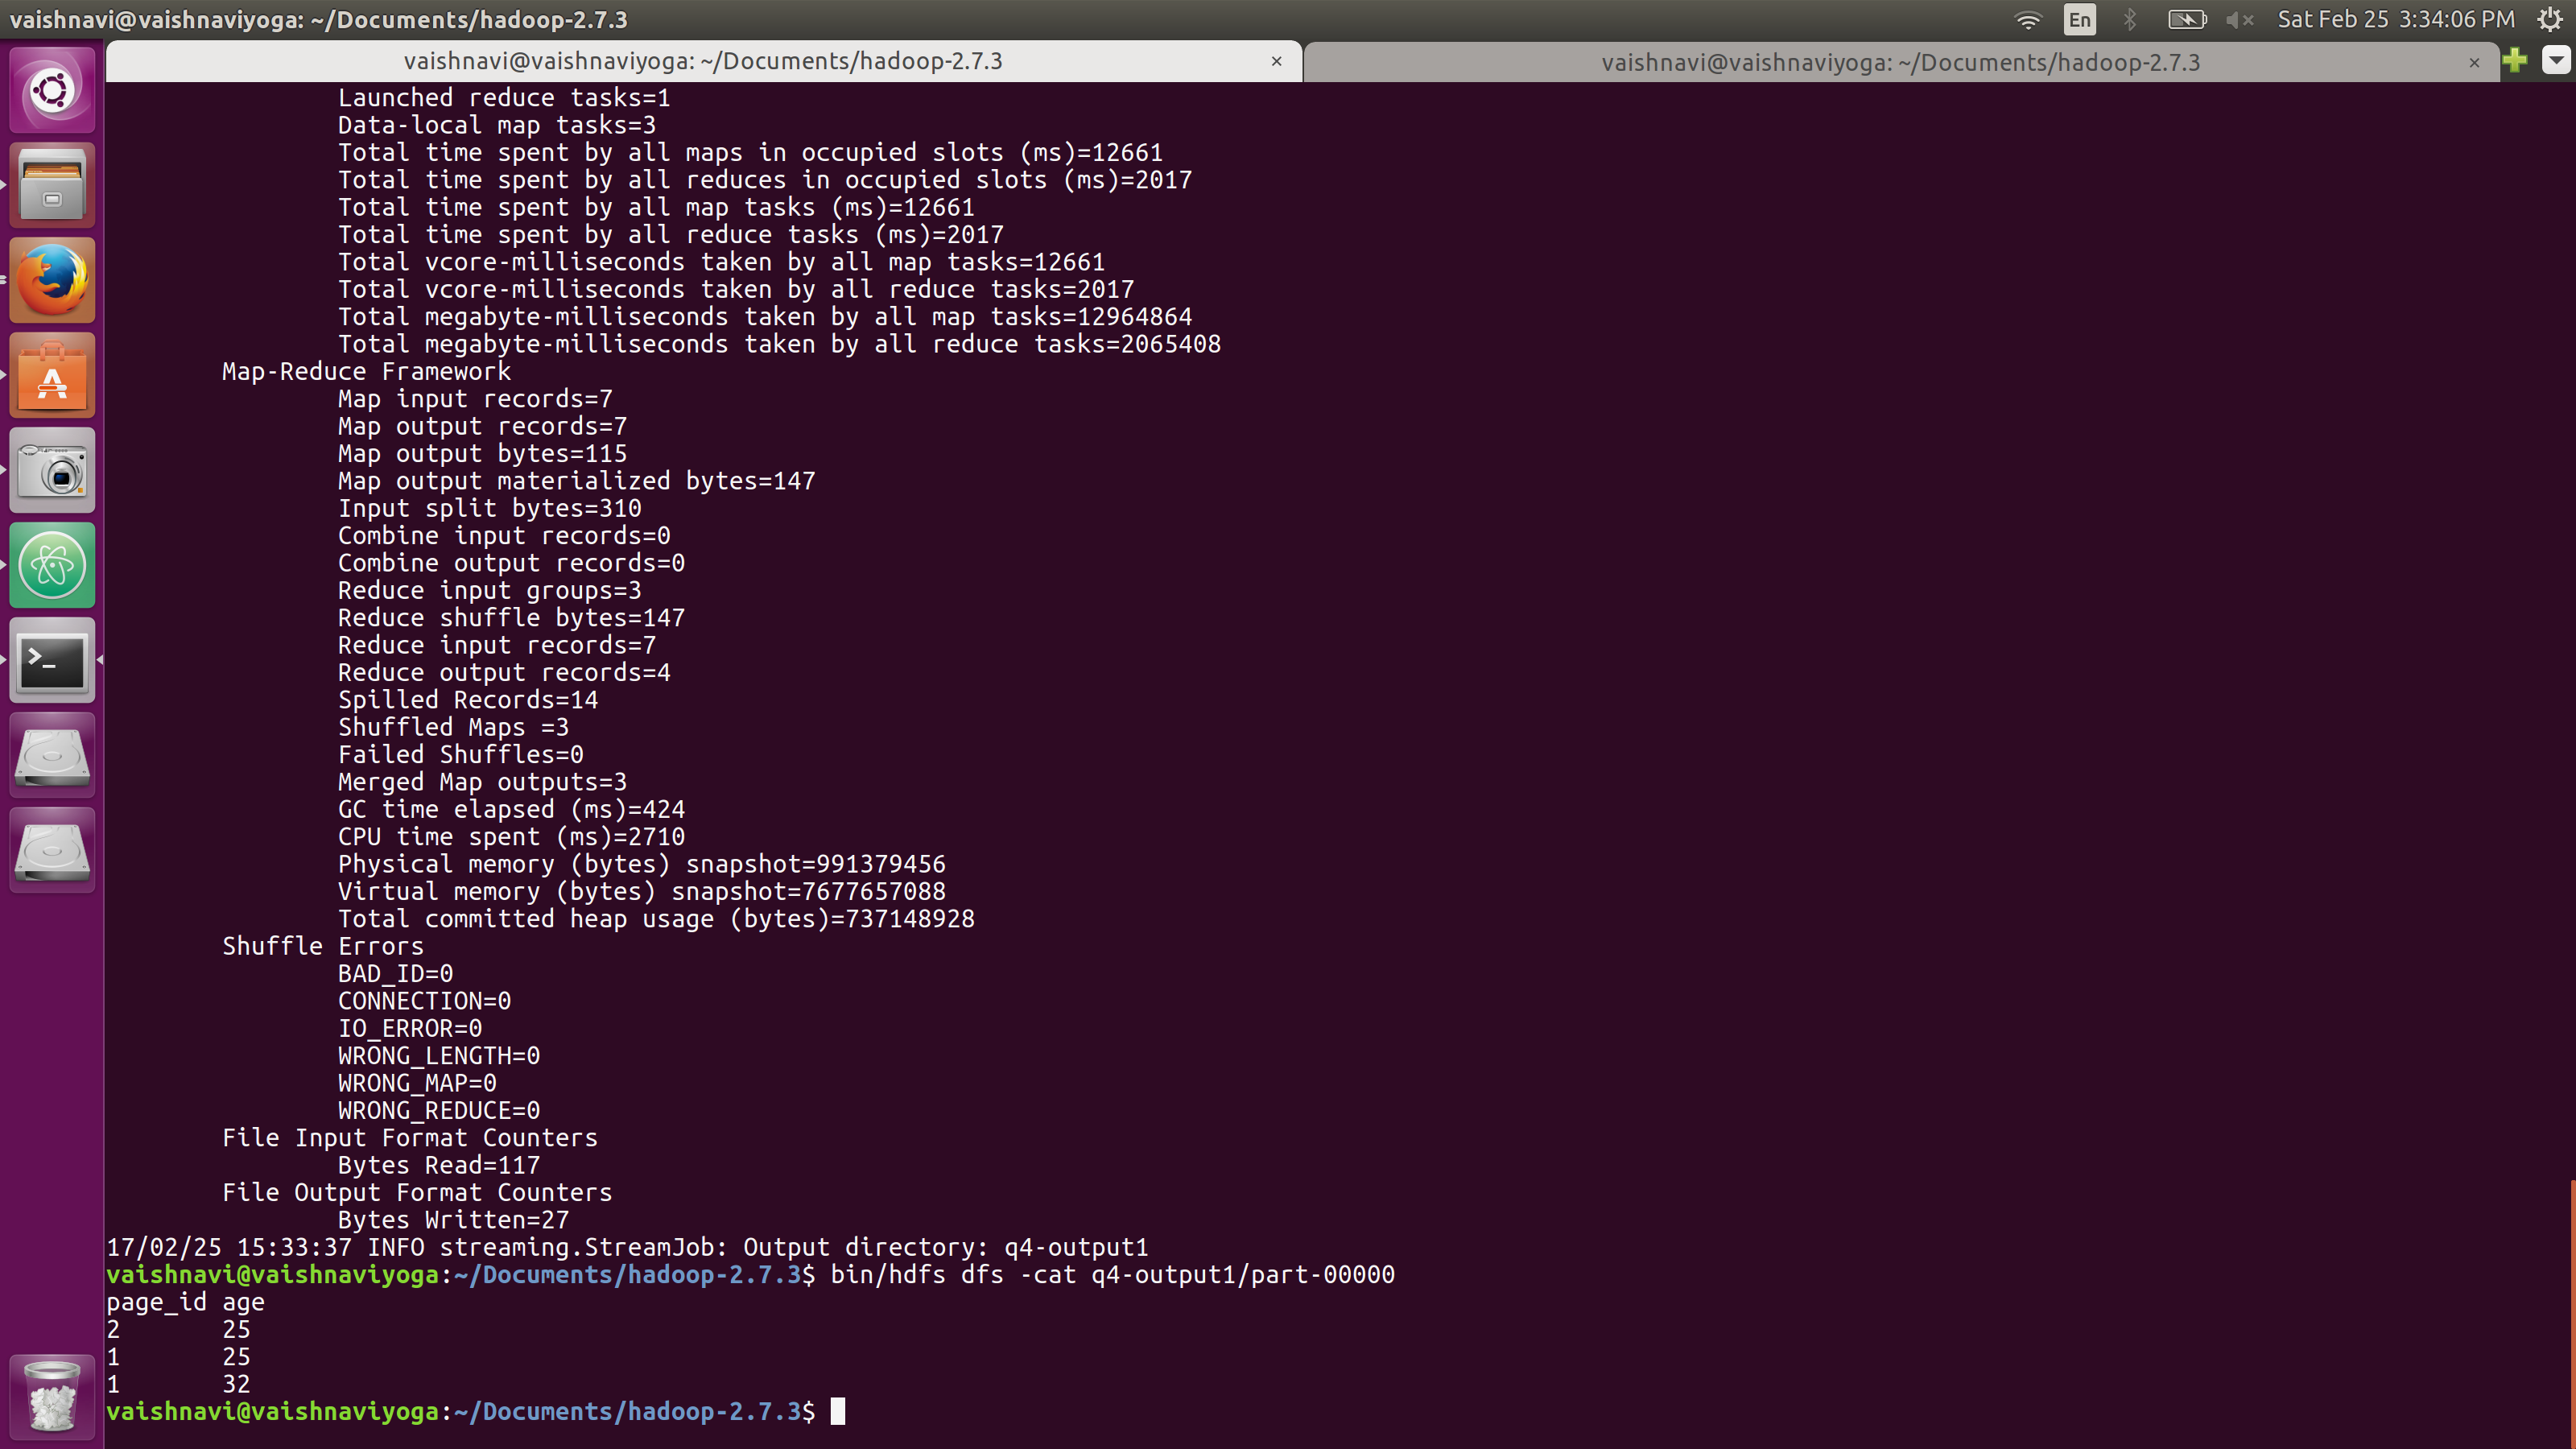 vaishnavi@vaishnaviyoga: ~/Documents/hadoop-2.7.3
En
Sat Feb 25 3:34:06 PM
vaishnavi@vaishnaviyoga: ~/Documents/hadoop-2.7.3 ×
vaishnavi@vaishnaviyoga: ~/Documents/hadoop-2.7.3 ×
Launched reduce tasks=1
Data-local map tasks=3
Total time spent by all maps in occupied slots (ms)=12661
Total time spent by all reduces in occupied slots (ms)=2017
Total time spent by all map tasks (ms)=12661
Total time spent by all reduce tasks (ms)=2017
Total vcore-milliseconds taken by all map tasks=12661
Total vcore-milliseconds taken by all reduce tasks=2017
Total megabyte-milliseconds taken by all map tasks=12964864
Total megabyte-milliseconds taken by all reduce tasks=2065408
Map-Reduce Framework
Map input records=7
Map output records=7
Map output bytes=115
Map output materialized bytes=147
Input split bytes=310
Combine input records=0
Combine output records=0
Reduce input groups=3
Reduce shuffle bytes=147
Reduce input records=7
Reduce output records=4
Spilled Records=14
Shuffled Maps =3
Failed Shuffles=0
Merged Map outputs=3
GC time elapsed (ms)=424
CPU time spent (ms)=2710
Physical memory (bytes) snapshot=991379456
Virtual memory (bytes) snapshot=7677657088
Total committed heap usage (bytes)=737148928
Shuffle Errors
BAD_ID=0
CONNECTION=0
IO_ERROR=0
WRONG_LENGTH=0
WRONG_MAP=0
WRONG_REDUCE=0
File Input Format Counters
Bytes Read=117
File Output Format Counters
Bytes Written=27
17/02/25 15:33:37 INFO streaming.StreamJob: Output directory: q4-output1
vaishnavi@vaishnaviyoga:~/Documents/hadoop-2.7.3$ bin/hdfs dfs -cat q4-output1/part-00000
page_id age
2 25
1 25
1 32
vaishnavi@vaishnaviyoga:~/Documents/hadoop-2.7.3$